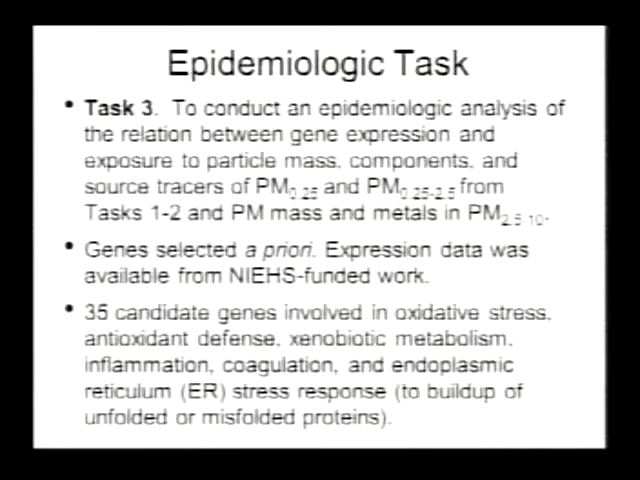 Epidemiologic Task
• Task 3. To conduct an epidemiologic analysis of
the relation between gene expression and
exposure to particle mass, components, and
source tracers of PM0.25 and PM0.25-2.5 from
Tasks 1-2 and PM mass and metals in PM2.5-10.
• Genes selected a priori. Expression data was
available from NIEHS-funded work.
• 35 candidate genes involved in oxidative stress,
antioxidant defense, xenobiotic metabolism,
inflammation, coagulation, and endoplasmic
reticulum (ER) stress response (to buildup of
unfolded or misfolded proteins).